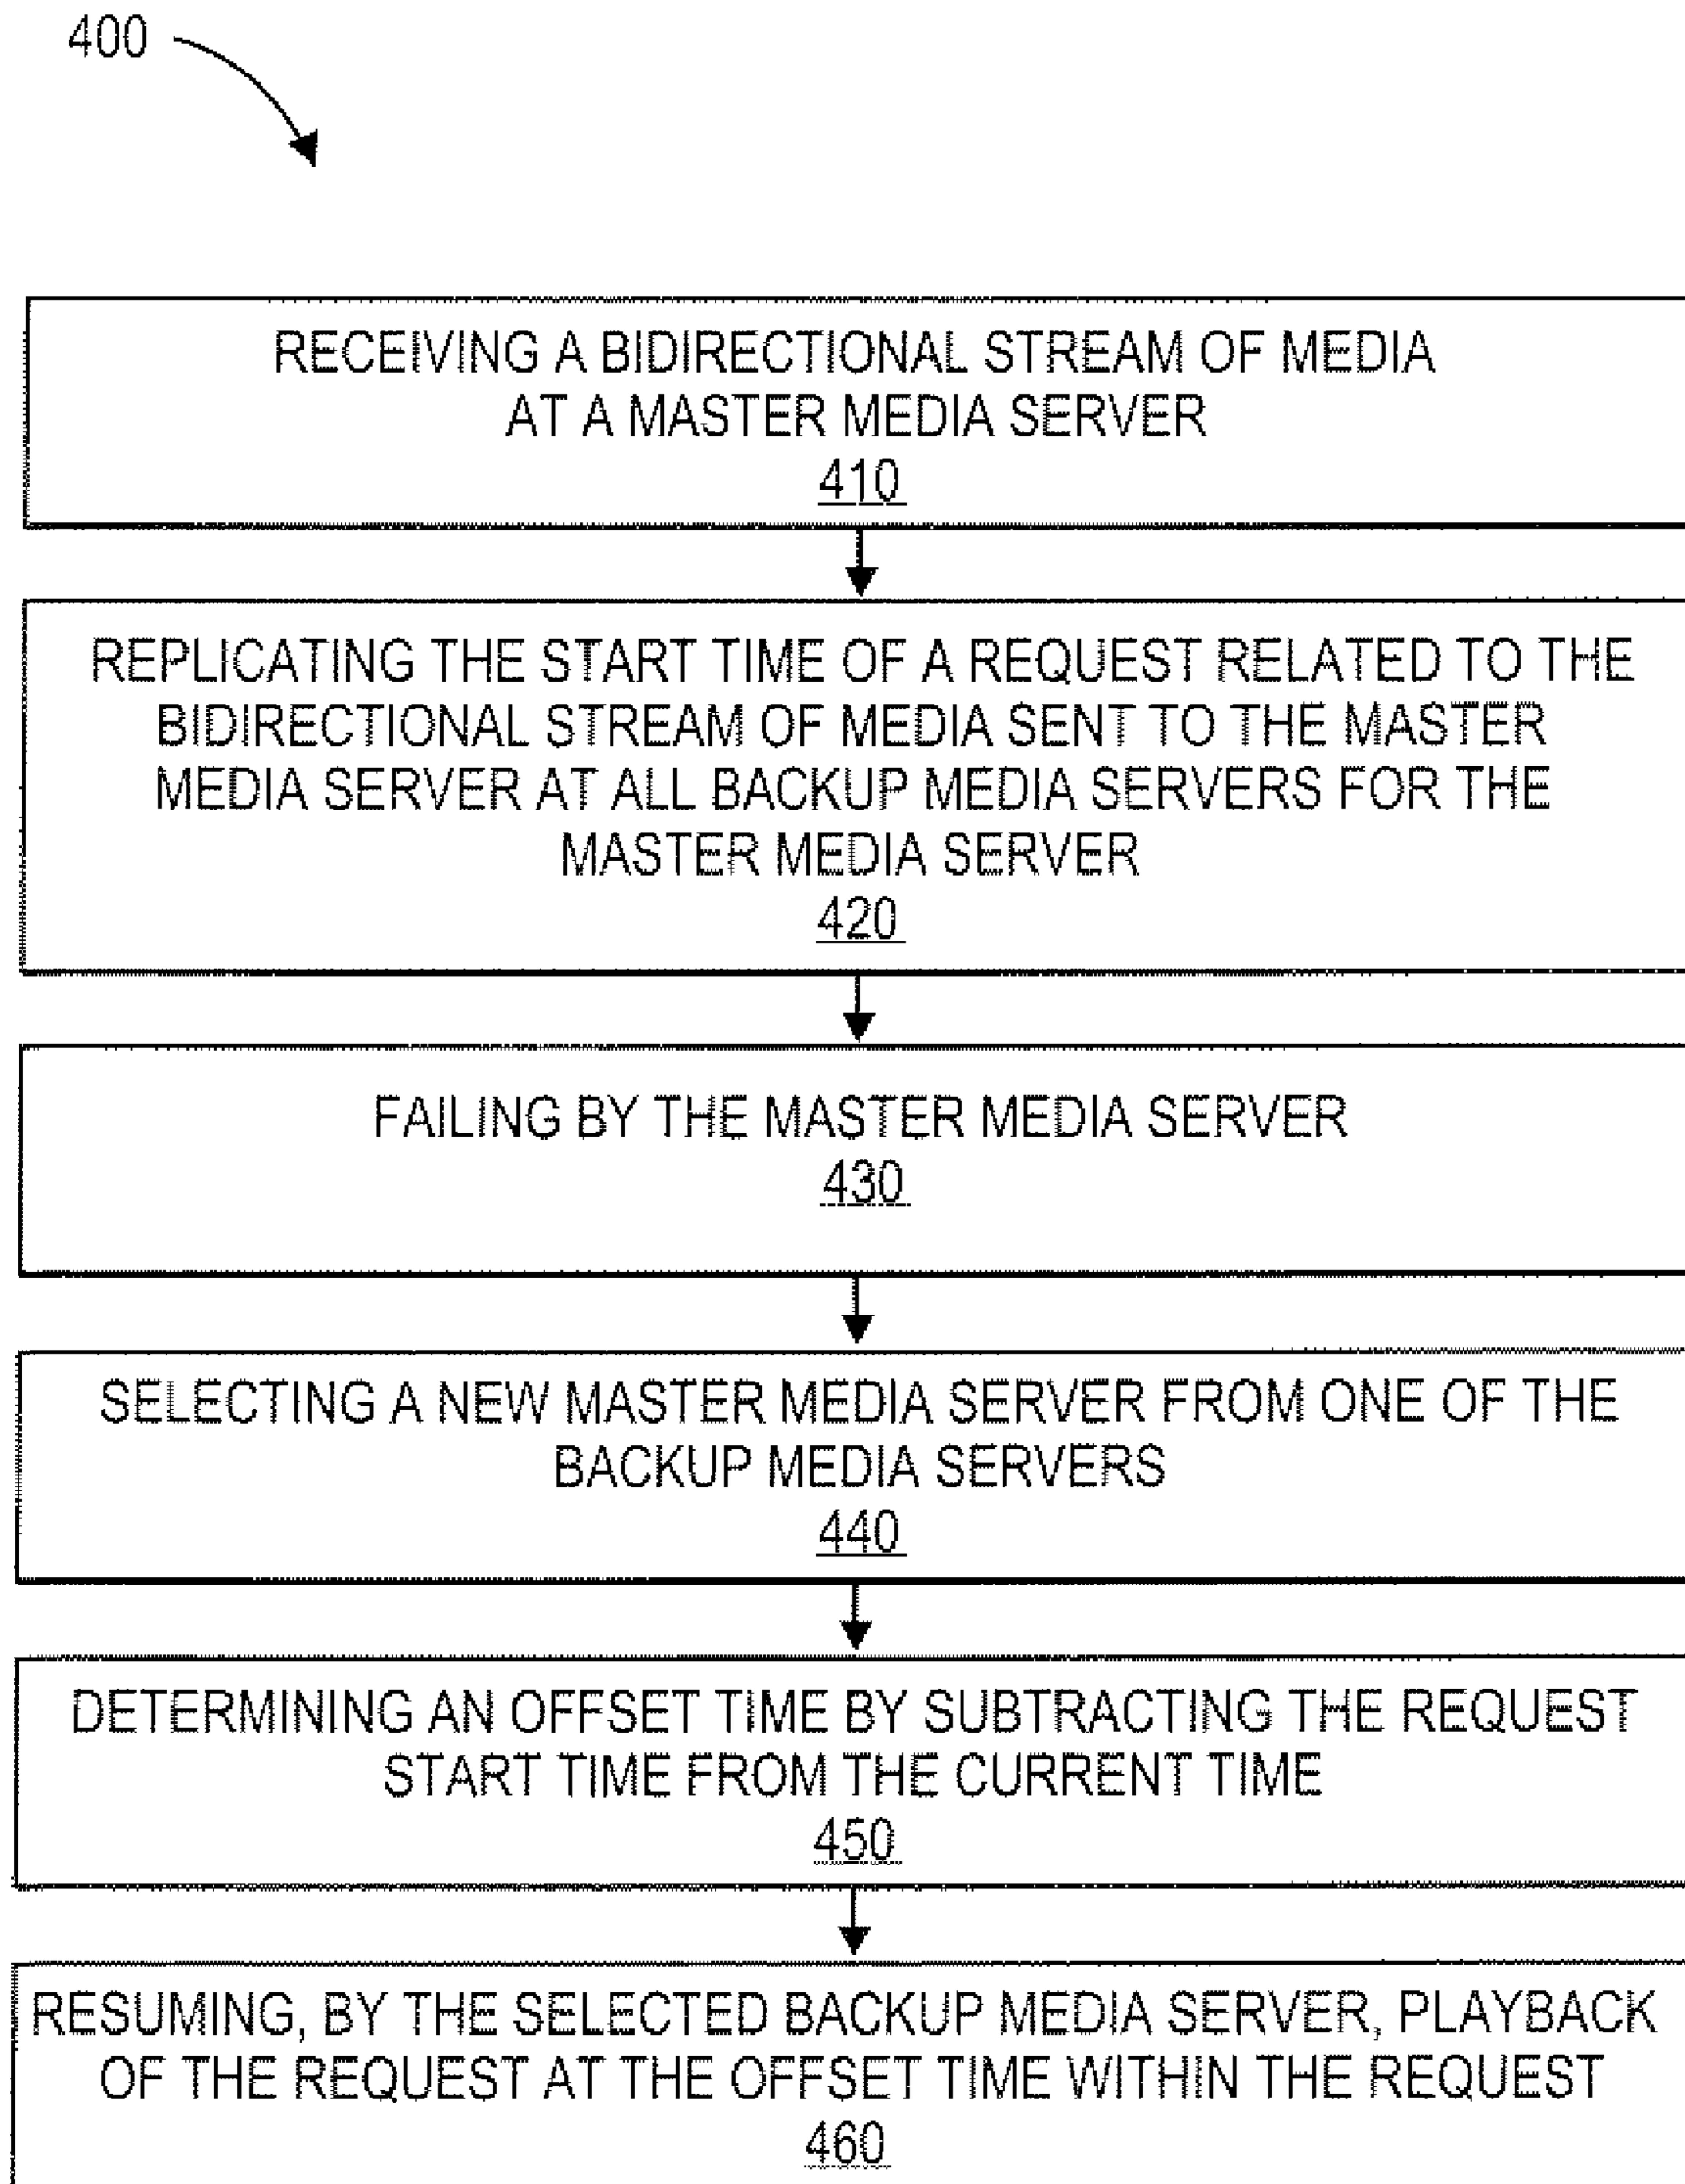 400
RECEIVING A BIDIRECTIONAL STREAM OF MEDIA
AT A MASTER MEDIA SERVER
410
REPLICATING THE START TIME OF A REQUEST RELATED TO THE
BIDIRECTIONAL STREAM OF MEDIA SENT TO THE MASTER
MEDIA SERVER AT ALL BACKUP MEDIA SERVERS FOR THE
MASTER MEDIA SERVER
420
FAILING BY THE MASTER MEDIA SERVER
430
SELECTING A NEW MASTER MEDIA SERVER FROM ONE OF THE
BACKUP MEDIA SERVERS
440
DETERMINING AN OFFSET TIME BY SUBTRACTING THE REQUEST
START TIME FROM THE CURRENT TIME
450
RESUMING, BY THE SELECTED BACKUP MEDIA SERVER, PLAYBACK
OF THE REQUEST AT THE OFFSET TIME WITHIN THE REQUEST
460